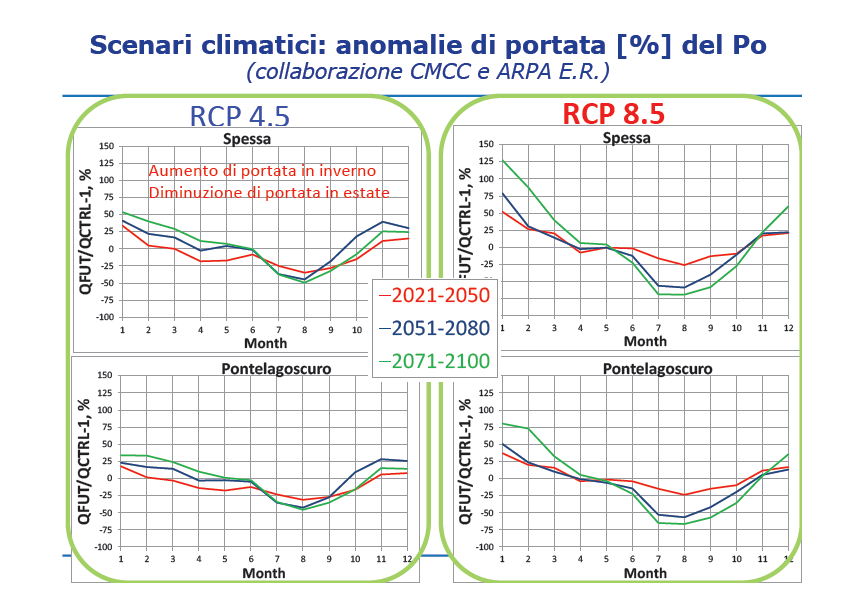 Scenari climatici: anomalie di portata [%] del Po
(collaborazione CMCC e ARPA E.R.)
RCP 4.5
Spessa
Aumento di portata in inverno
Diminuzione di portata in estate
QFUT/QCTRL-1, %
150
125
100
75
50
25
0
-25
-50
-75
-100
1 2 3 4 5 6 7 8 9 10
Month
RCP 8.5
Spessa
QFUT/QCTRL-1, %
150
125
100
75
50
25
0
-25
1 2 3 4 5 6 7 8 9 10 11 12
Month
2021-2050
2051-2080
2071-2100
Pontelagoscuro
QFUT/QCTRL-1, %
150
125
100
75
50
25
0
-25
-50
-75
-100
1 2 3 4 5 6 7 8 9 10 11 12
Month
Pontelagoscuro
QFUT/QCTRL-1, %
125
100
75
50
25
0
-25
-50
-75
-100
1 2 3 4 5 6 7 8 9 10 11 12
Month